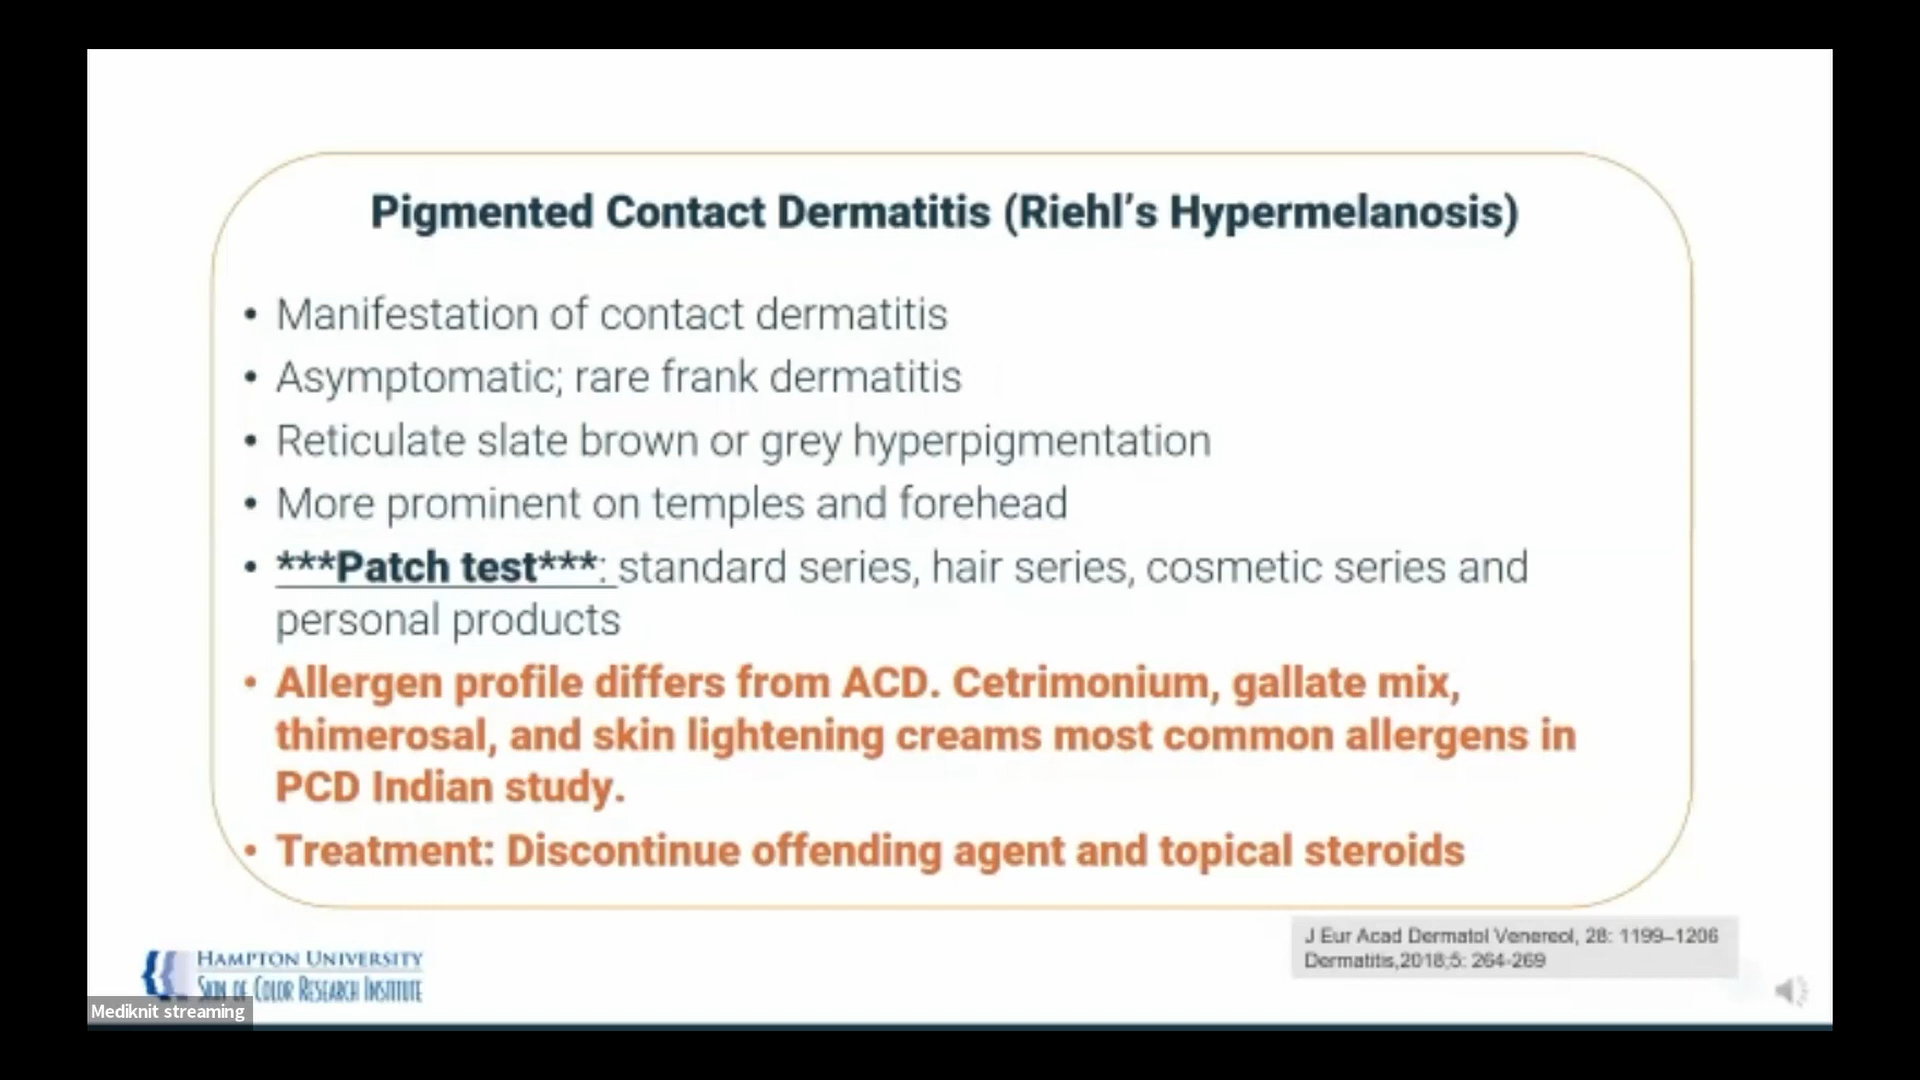 Pigmented Contact Dermatitis (Riehl’s Hypermelanosis)
• Manifestation of contact dermatitis
• Asymptomatic; rare frank dermatitis
• Reticulate slate brown or grey hyperpigmentation
• More prominent on temples and forehead
• ***Patch test***: standard series, hair series, cosmetic series and
personal products
• Allergen profile differs from ACD. Cetrimonium, gallate mix,
thimerosal, and skin lightening creams most common allergens in
PCD Indian study.
• Treatment: Discontinue offending agent and topical steroids
J Eur Acad Dermatol Venereol, 28: 1199–1206
Dermatitis,2018;5: 264-269
HAMPTON UNIVERSITY
SKIN OF COLOR RESEARCH INSTITUTE
Mediknit streaming